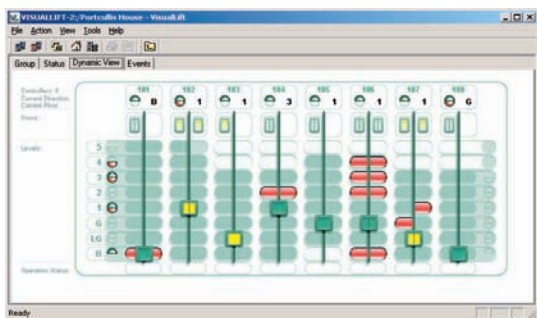 VISUALLIFT-2:/Portcullis House - VisualLift
File Action View Tools Help
Group Status Dynamic View Events
Controllers: 8
Current Direction,
Current Floor
101 102 103 104 105 106 107 108
B 1 1 3 1 1 1 G
Doors:
Levels:
5
4
3
2
1
G
LG
B
Operation Status:
Ready